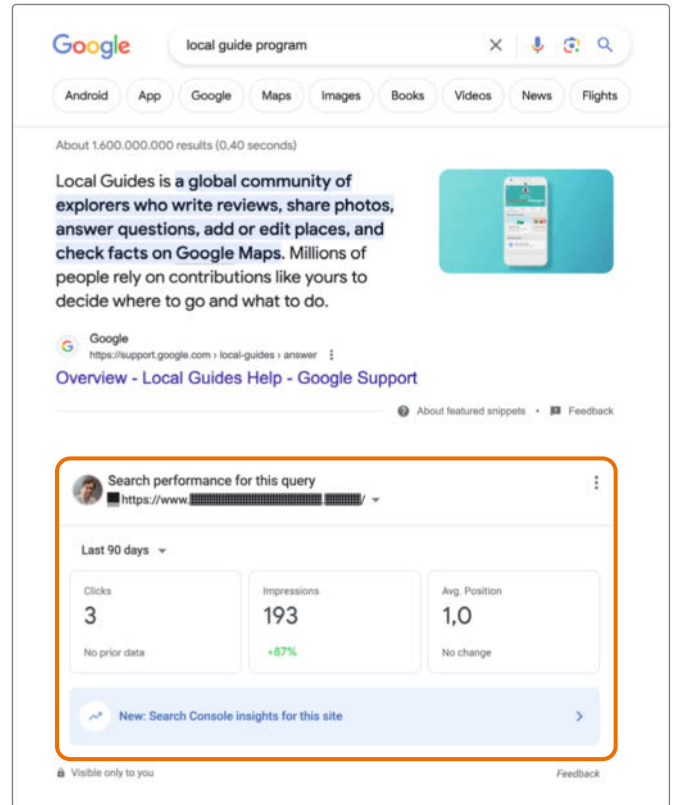 Google local guide program
Android App Google Maps Images Books Videos News Flights
About 1.600.000.000 results (0,40 seconds)
Local Guides is a global community of
explorers who write reviews, share photos,
answer questions, add or edit places, and
check facts on Google Maps. Millions of
people rely on contributions like yours to
decide where to go and what to do.
G Google
https://support.google.com › local-guides › answer
Overview - Local Guides Help - Google Support
About featured snippets • Feedback
Search performance for this query
https://www. /
Last 90 days
Clicks Impressions Avg. Position
3 193 1,0
No prior data +87% No change
New: Search Console insights for this site
Visible only to you Feedback